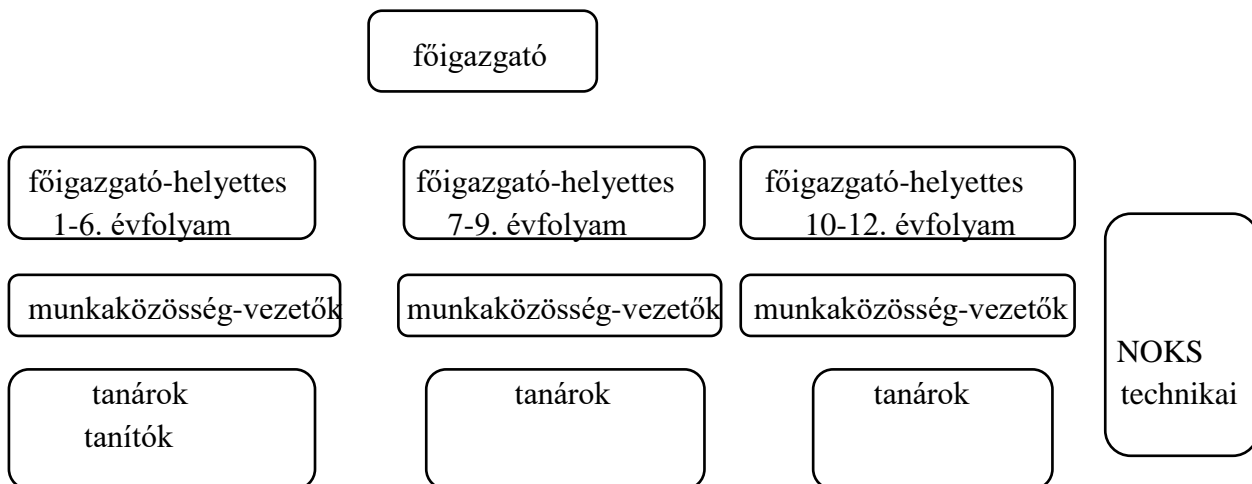 főigazgató
főigazgató-helyettes
1-6. évfolyam
főigazgató-helyettes
7-9. évfolyam
főigazgató-helyettes
10-12. évfolyam
munkaközösség-vezetők
munkaközösség-vezetők
munkaközösség-vezetők
tanárok
tanítók
tanárok
tanárok
NOKS
technikai